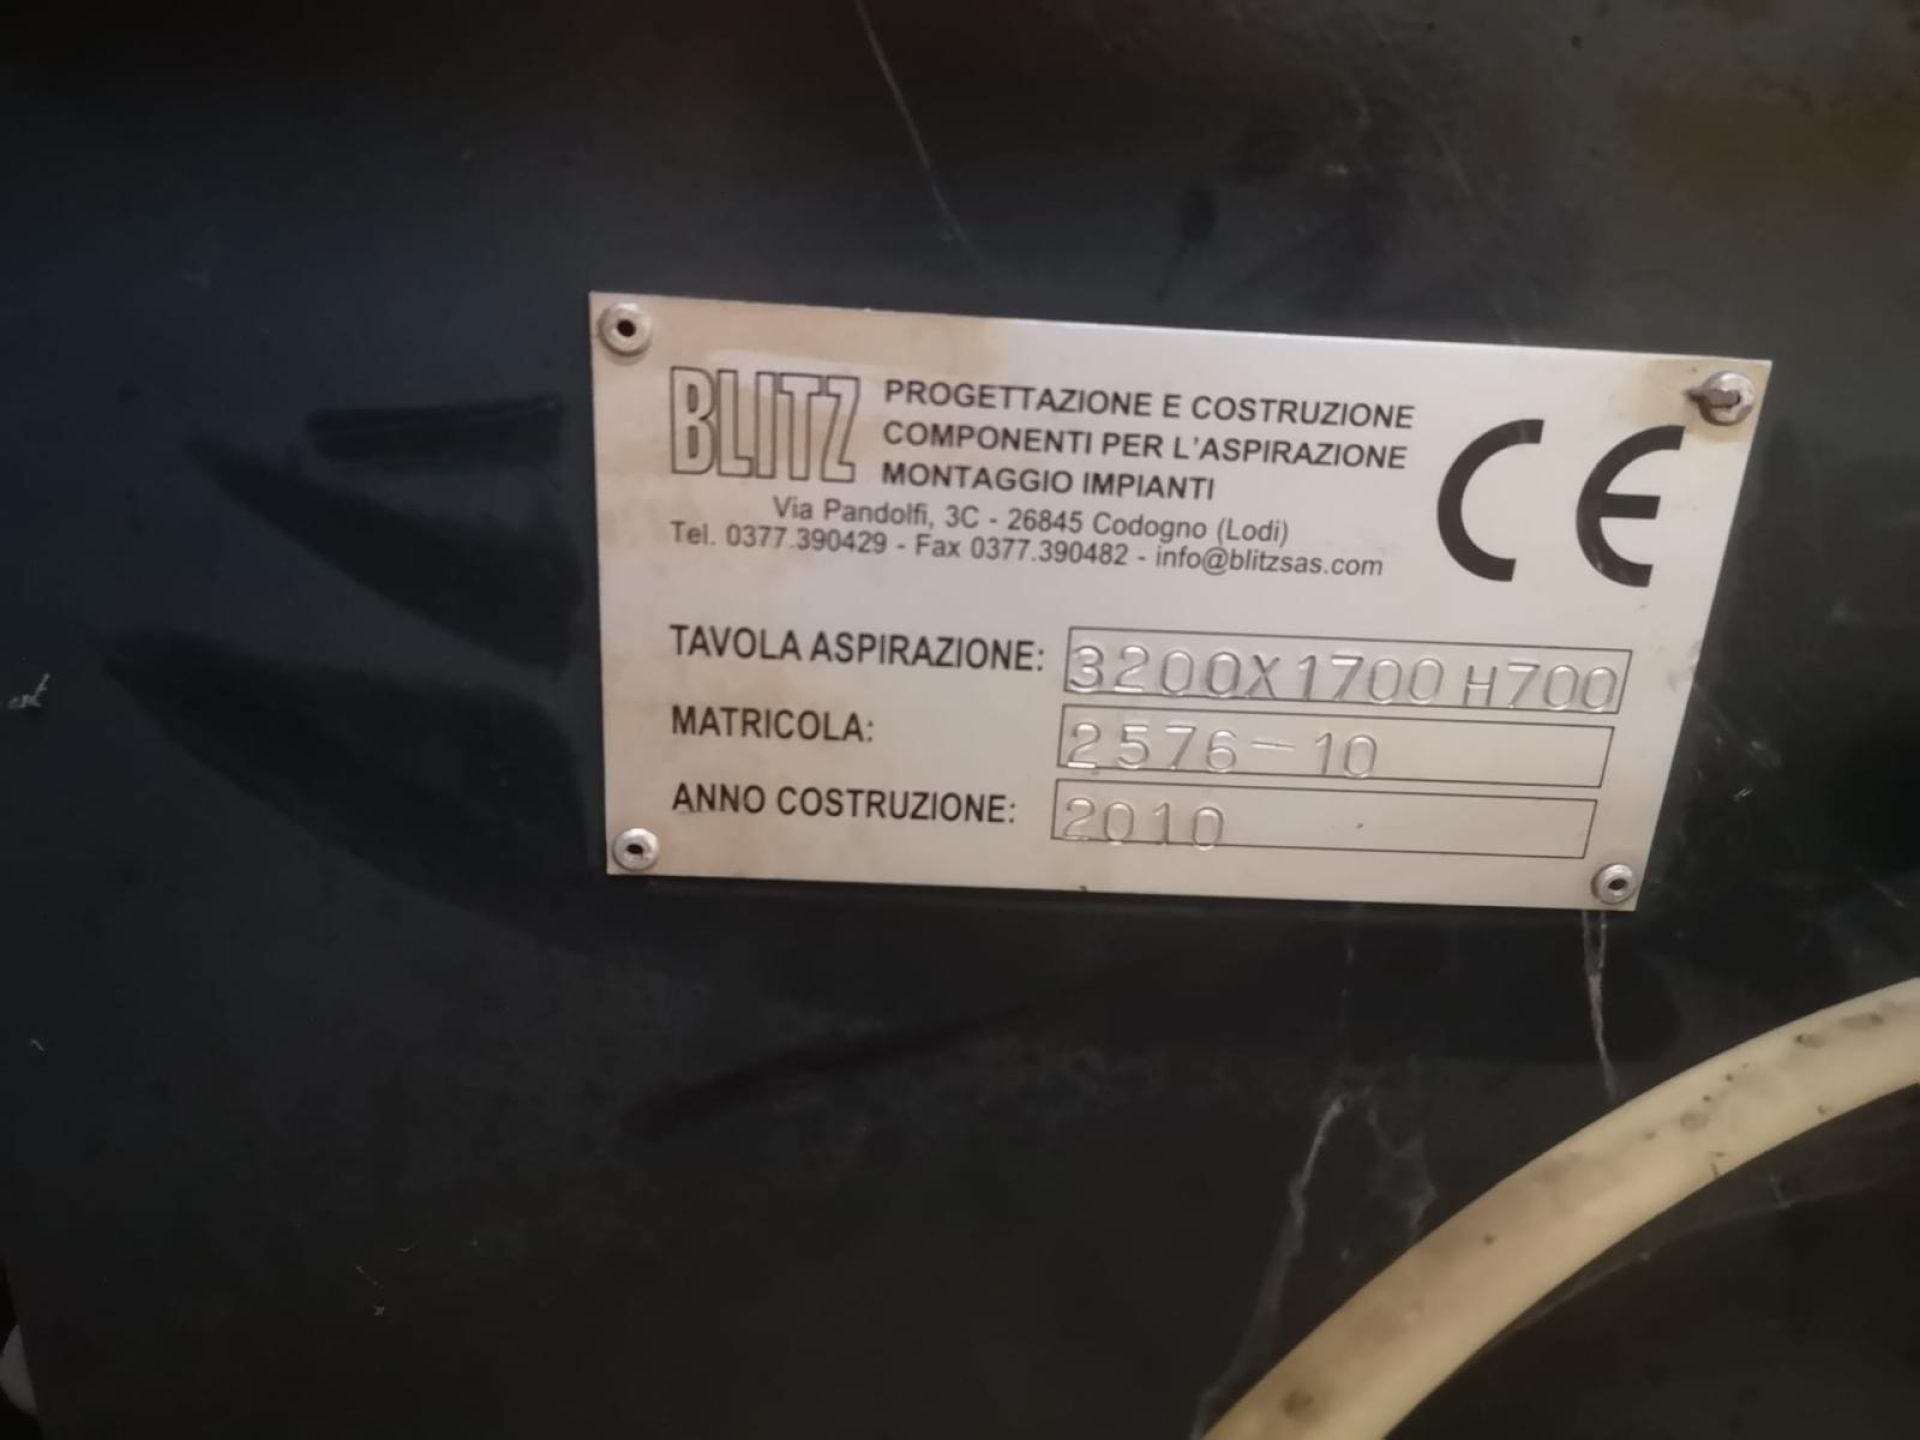 BLITZ
PROGETTAZIONE E COSTRUZIONE
COMPONENTI PER L'ASPIRAZIONE
MONTAGGIO IMPIANTI
Via Pandolfi, 3C - 26845 Codogno (Lodi)
Tel. 0377.390429 - Fax 0377.390482 - info@blitzsas.com
CE
TAVOLA ASPIRAZIONE: 3200X1700 H700
MATRICOLA: 2576-10
ANNO COSTRUZIONE: 2010